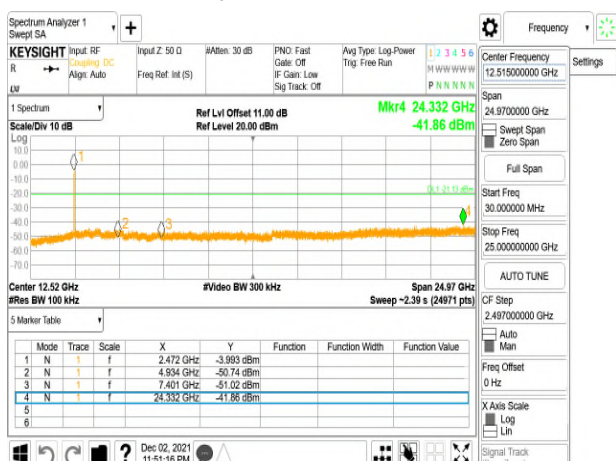 Spectrum Analyzer 1
Swept SA
Frequency
KEYSIGHT
Input: RF
Coupling: DC
Align: Auto
Input Z: 50 Ω
Freq Ref: Int (S)
#Atten: 30 dB
PNO: Fast
Gate: Off
IF Gain: Low
Sig Track: Off
Avg Type: Log-Power
Trig: Free Run
1 2 3 4 5 6
M W W W W W
P N N N N N
R
Center Frequency
12.515000000 GHz
Settings
Span
24.9700000 GHz
Swept Span
Zero Span
Full Span
Start Freq
30.000000 MHz
Stop Freq
25.000000000 GHz
AUTO TUNE
CF Step
2.497000000 GHz
Auto
Man
Freq Offset
0 Hz
X Axis Scale
Log
Lin
Signal Track
1 Spectrum
Scale/Div 10 dB
Ref Lvl Offset 11.00 dB
Ref Level 20.00 dBm
Mkr4 24.332 GHz
-41.86 dBm
Log
10.0
0.00
-10.0
-20.0
-30.0
-40.0
-50.0
-60.0
-70.0
1
2
3
4
DL1 -21.13 dBm
Center 12.52 GHz
#Res BW 100 kHz
#Video BW 300 kHz
Span 24.97 GHz
Sweep ~2.39 s (24971 pts)
5 Marker Table
Mode Trace Scale X Y Function Function Width Function Value
1 N 1 f 2.472 GHz -3.993 dBm
2 N 1 f 4.934 GHz -50.74 dBm
3 N 1 f 7.401 GHz -51.02 dBm
4 N 1 f 24.332 GHz -41.86 dBm
5
6
?
Dec 02, 2021
11:51:16 PM